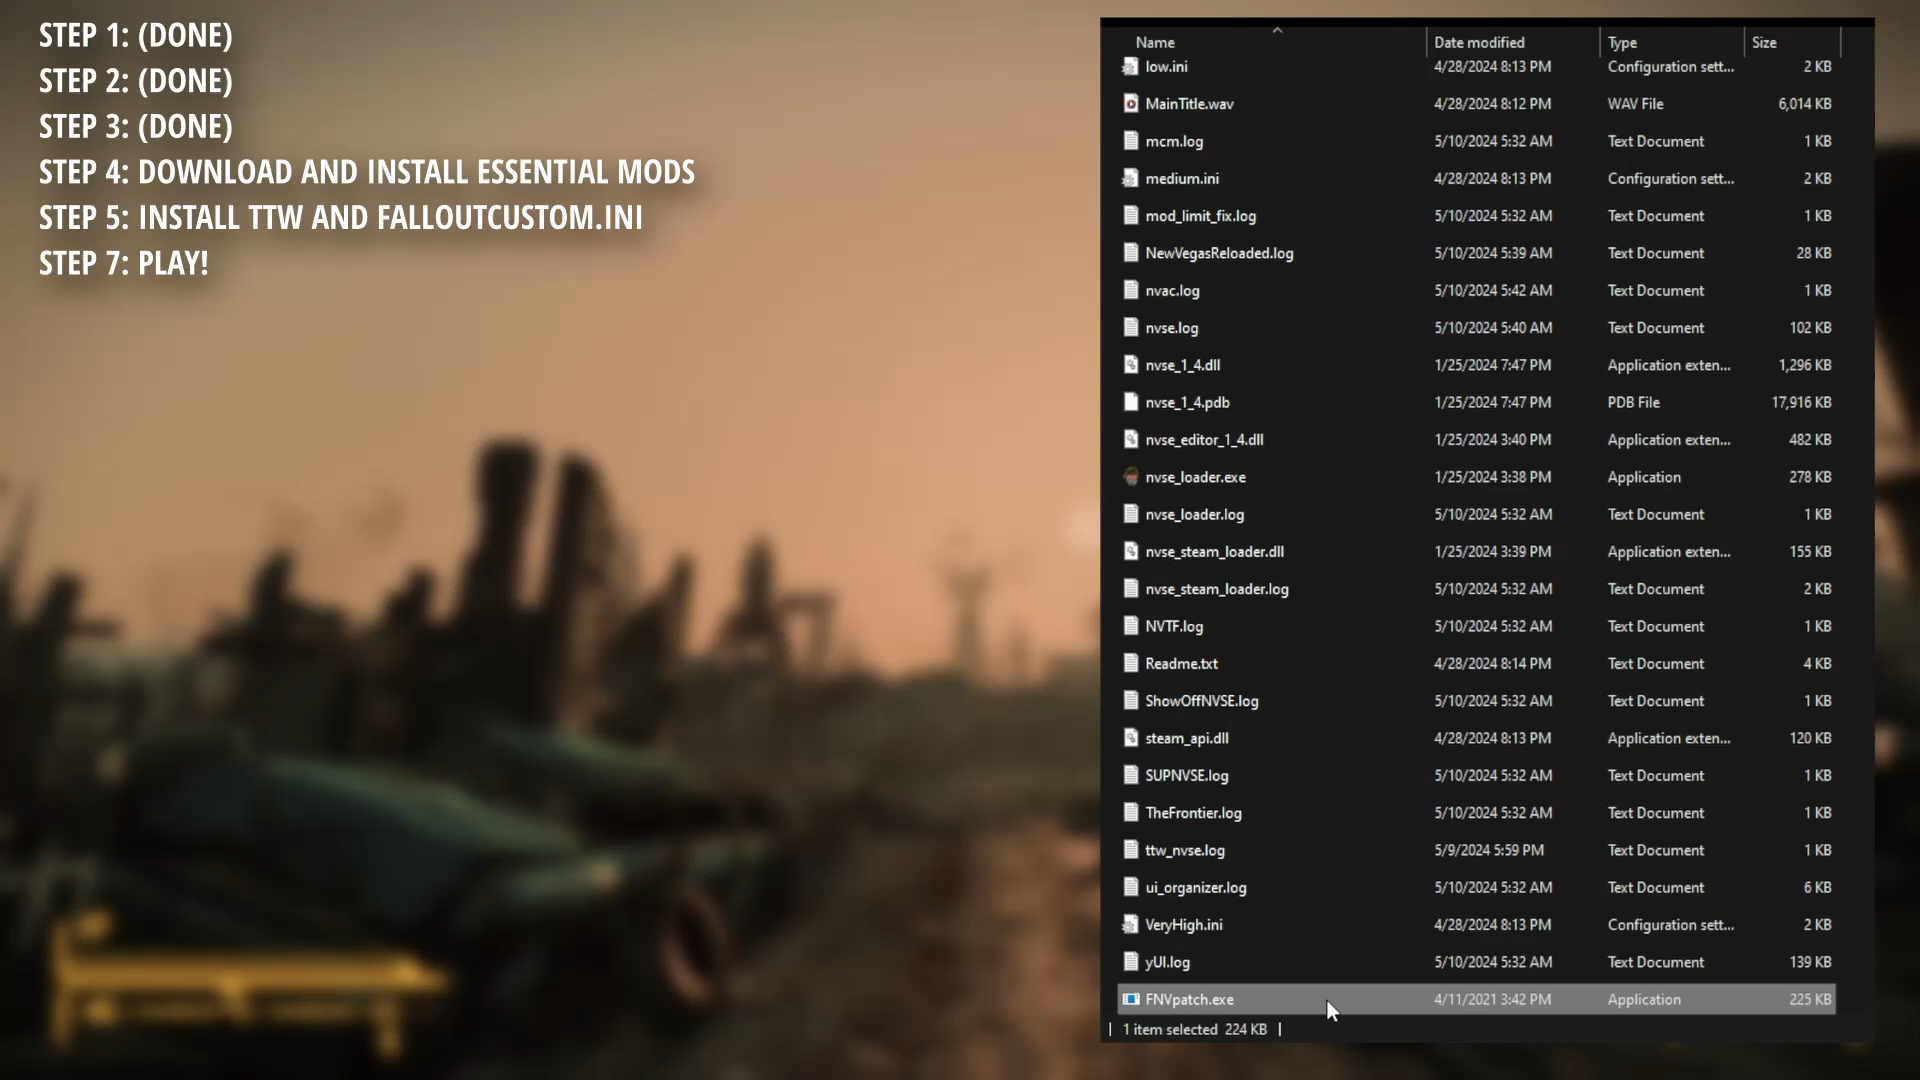 STEP 1: (DONE)
STEP 2: (DONE)
STEP 3: (DONE)
STEP 4: DOWNLOAD AND INSTALL ESSENTIAL MODS
STEP 5: INSTALL TTW AND FALLOUTCUSTOM.INI
STEP 7: PLAY!
Name Date modified Type Size
low.ini 4/28/2024 8:13 PM Configuration sett... 2 KB
MainTitle.wav 4/28/2024 8:12 PM WAV File 6,014 KB
mcm.log 5/10/2024 5:32 AM Text Document 1 KB
medium.ini 4/28/2024 8:13 PM Configuration sett... 2 KB
mod_limit_fix.log 5/10/2024 5:32 AM Text Document 1 KB
NewVegasReloaded.log 5/10/2024 5:39 AM Text Document 28 KB
nvac.log 5/10/2024 5:42 AM Text Document 1 KB
nvse.log 5/10/2024 5:40 AM Text Document 102 KB
nvse_1_4.dll 1/25/2024 7:47 PM Application exten... 1,296 KB
nvse_1_4.pdb 1/25/2024 7:47 PM PDB File 17,916 KB
nvse_editor_1_4.dll 1/25/2024 3:40 PM Application exten... 482 KB
nvse_loader.exe 1/25/2024 3:38 PM Application 278 KB
nvse_loader.log 5/10/2024 5:32 AM Text Document 1 KB
nvse_steam_loader.dll 1/25/2024 3:39 PM Application exten... 155 KB
nvse_steam_loader.log 5/10/2024 5:32 AM Text Document 2 KB
NVTF.log 5/10/2024 5:32 AM Text Document 1 KB
Readme.txt 4/28/2024 8:14 PM Text Document 4 KB
ShowOffNVSE.log 5/10/2024 5:32 AM Text Document 1 KB
steam_api.dll 4/28/2024 8:13 PM Application exten... 120 KB
SUPNVSE.log 5/10/2024 5:32 AM Text Document 1 KB
TheFrontier.log 5/10/2024 5:32 AM Text Document 1 KB
ttw_nvse.log 5/9/2024 5:59 PM Text Document 1 KB
ui_organizer.log 5/10/2024 5:32 AM Text Document 6 KB
VeryHigh.ini 4/28/2024 8:13 PM Configuration sett... 2 KB
yUI.log 5/10/2024 5:32 AM Text Document 139 KB
FNVpatch.exe 4/11/2021 3:42 PM Application 225 KB
1 item selected 224 KB